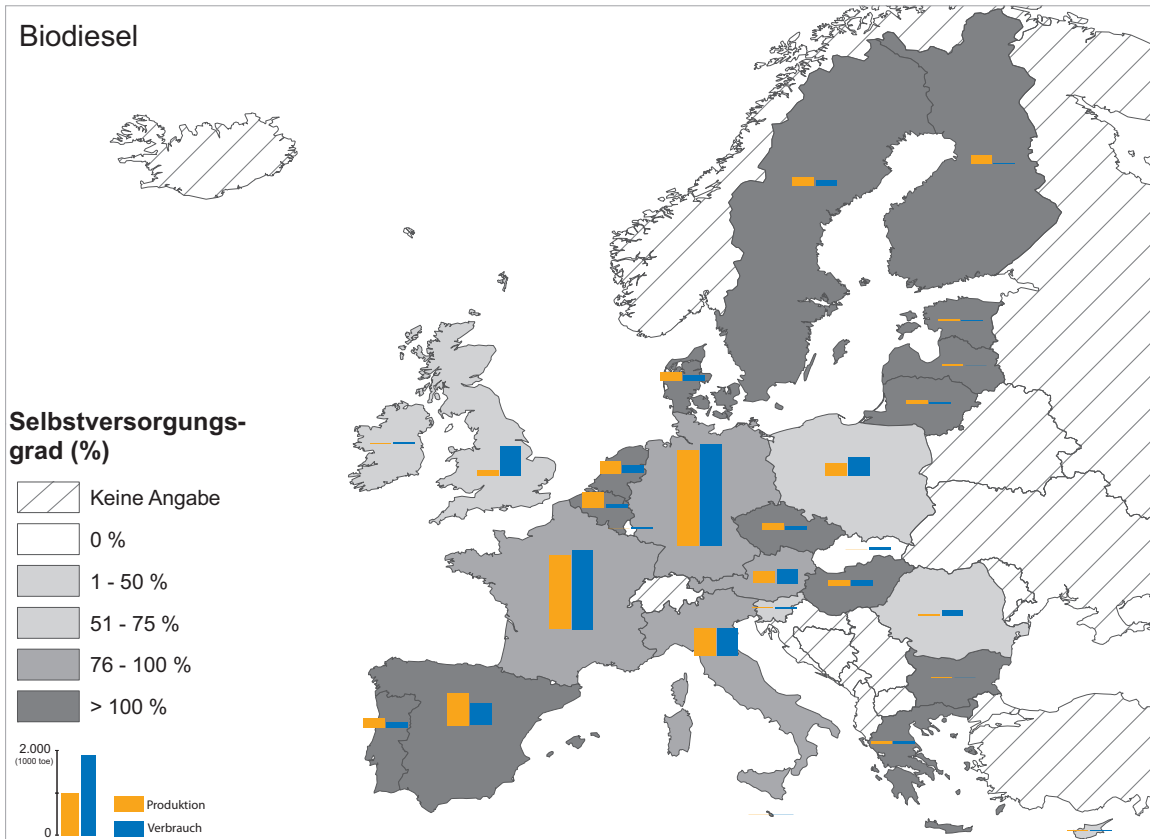 Biodiesel
Selbstversorgungs-
grad (%)
Keine Angabe
0 %
1 - 50 %
51 - 75 %
76 - 100 %
> 100 %
2.000
(1000 toe)
0
Produktion
Verbrauch